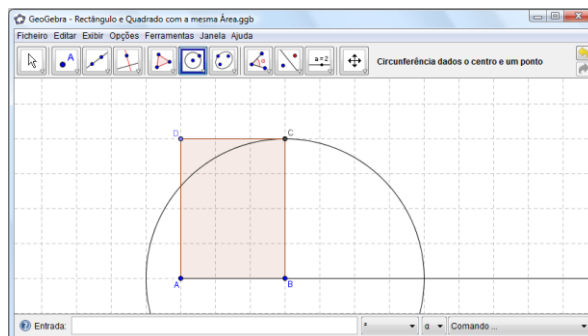 GeoGebra - Rectângulo e Quadrado com a mesma Área.ggb
Ficheiro Editar Exibir Opções Ferramentas Janela Ajuda
A
α
a = 2
Circunferência dados o centro e um ponto
D
C
A
B
Entrada:
α
Comando ...